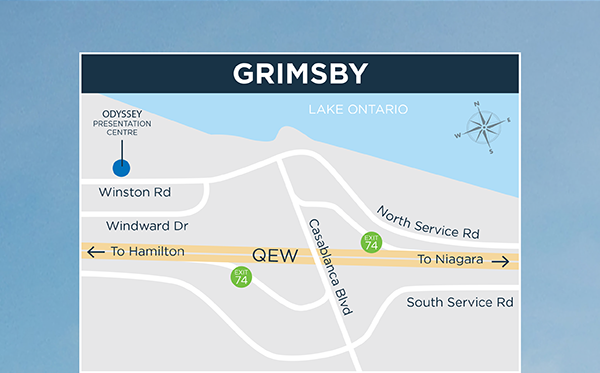 GRIMSBY
LAKE ONTARIO
N
E
S
W
ODYSSEY
PRESENTATION
CENTRE
Winston Rd
Windward Dr
North Service Rd
Casablanca Blvd
EXIT
74
To Hamilton
QEW
To Niagara
EXIT
74
South Service Rd